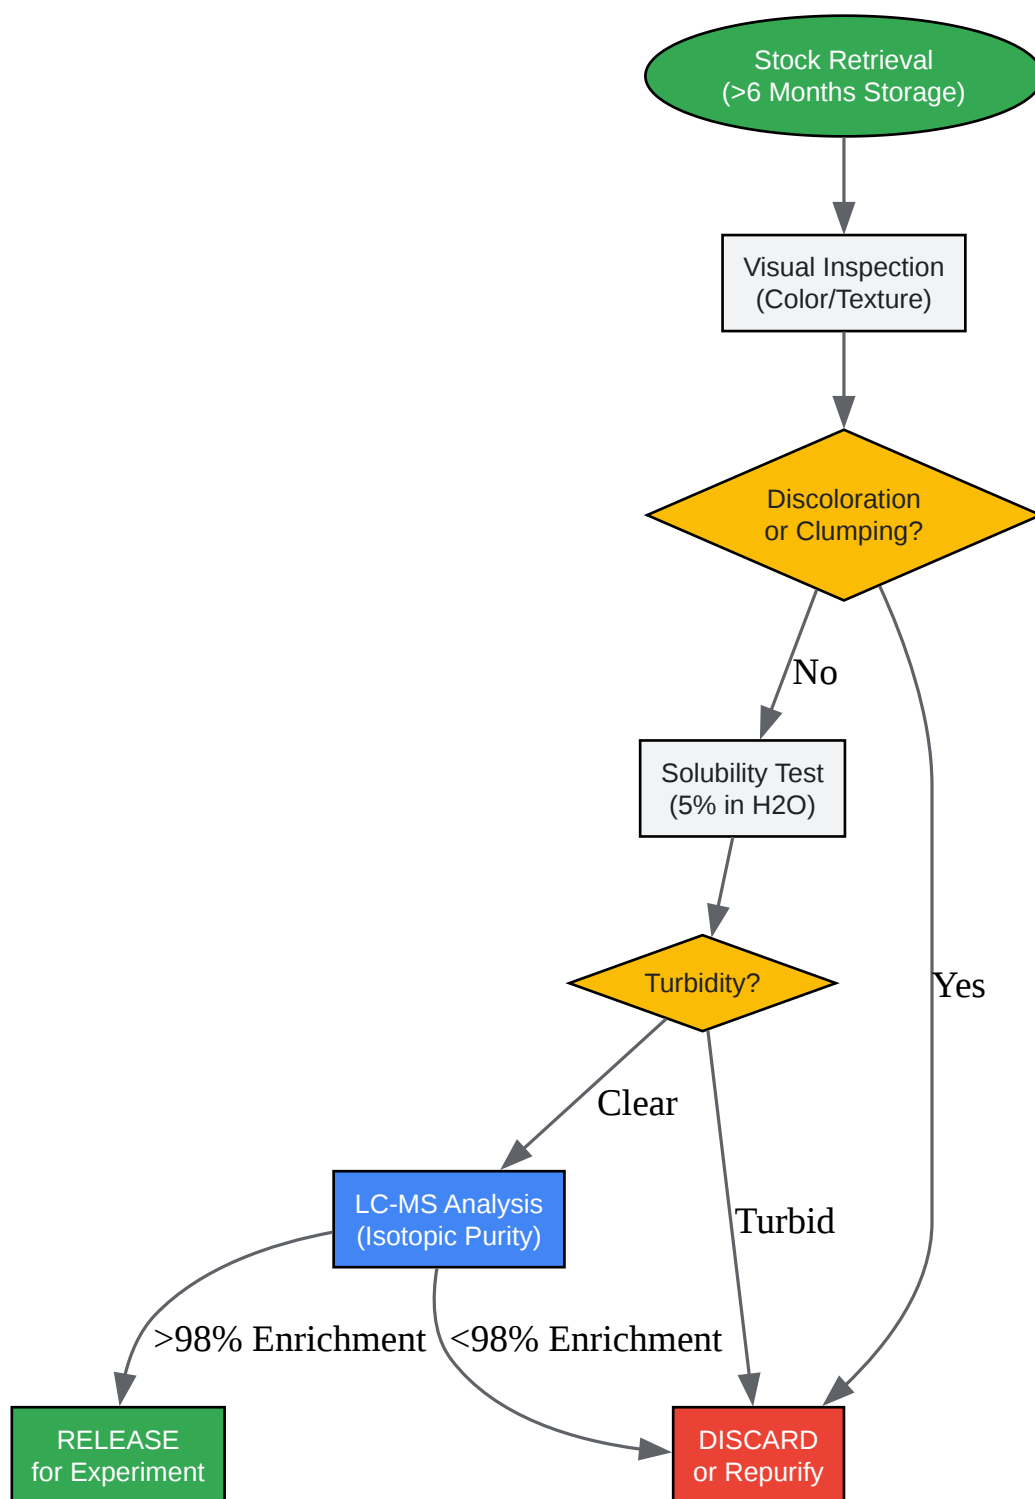 Stock Retrieval
(>6 Months Storage)
Visual Inspection
(Color/Texture)
Discoloration
or Clumping?
No
Solubility Test
(5% in H2O)
Turbidity?
Yes
Clear
LC-MS Analysis
(Isotopic Purity)
Turbid
>98% Enrichment
<98% Enrichment
RELEASE
for Experiment
DISCARD
or Repurify